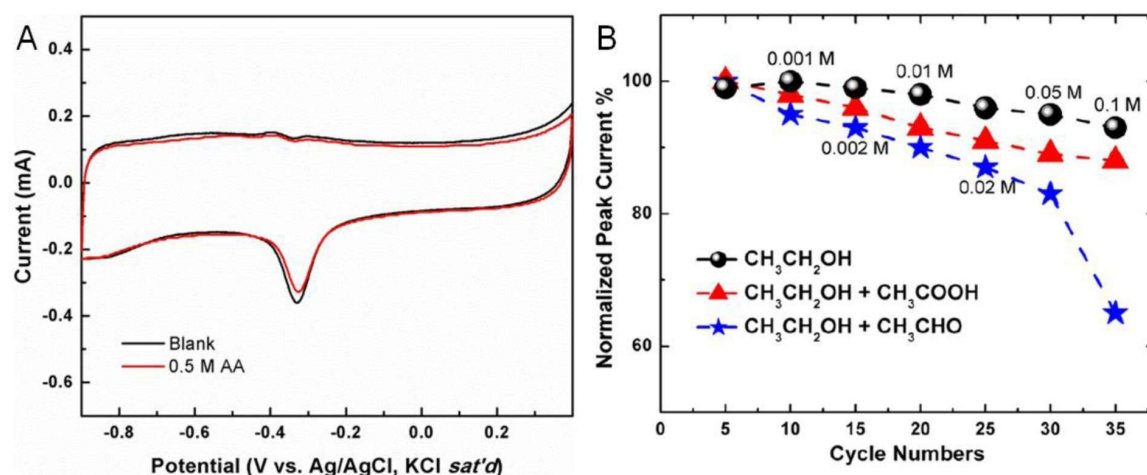 A
0.4
0.2
0.0
-0.2
-0.4
-0.6
Current (mA)
Blank
0.5 M AA
-0.8 -0.6 -0.4 -0.2 0.0 0.2
Potential (V vs. Ag/AgCl, KCl sat'd)
B
100
80
60
Normalized Peak Current %
0.001 M
0.01 M
0.05 M
0.1 M
0.002 M
0.02 M
CH₃CH₂OH
CH₃CH₂OH + CH₃COOH
CH₃CH₂OH + CH₃CHO
0 5 10 15 20 25 30 35
Cycle Numbers